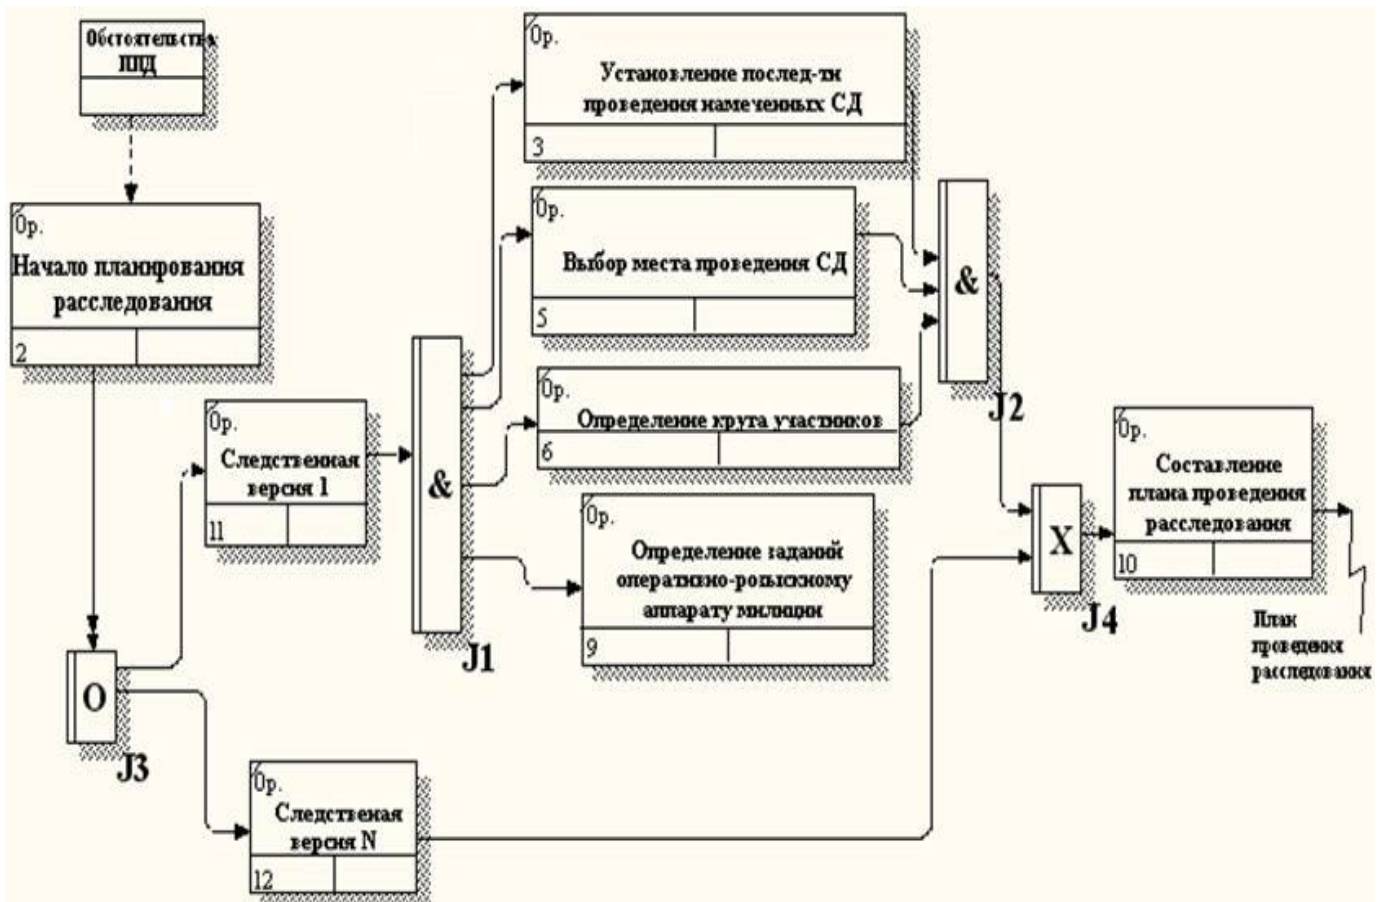 Обстоятельства
ППД
0р.
Начало планирования
расследования
2
0р.
Установление послед-ти
проведения намеченных СД
3
0р.
Выбор места проведения СД
5
0р.
Определение круга участников
6
0р.
Определение заданий
оперативно-розыскному
аппарату милиции
9
0р.
Следственная
версия 1
11
&
J1
&
J2
O
J3
0р.
Следственая
версия N
12
X
J4
0р.
Составление
плана проведения
расследования
10
План
проведения
расследования